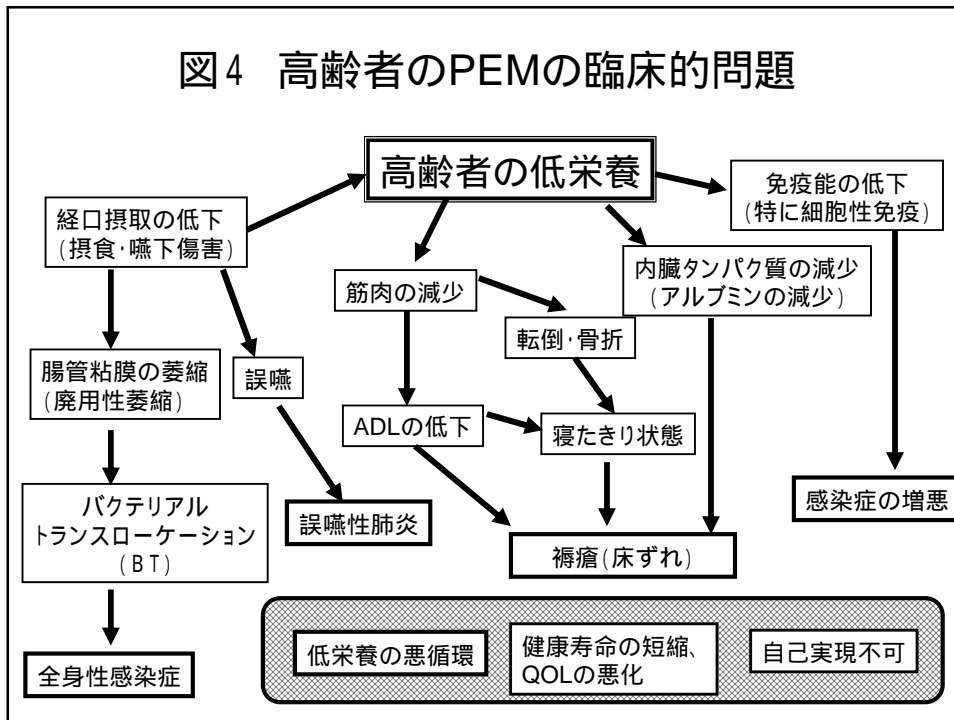 図4 高齢者のPEMの臨床的問題
高齢者の低栄養
免疫能の低下
(特に細胞性免疫)
経口摂取の低下
(摂食・嚥下傷害)
内臓タンパク質の減少
(アルブミンの減少)
筋肉の減少
転倒・骨折
腸管粘膜の萎縮
(廃用性萎縮)
誤嚥
ADLの低下
寝たきり状態
バクテリアル
トランスローケーション
(BT)
誤嚥性肺炎
感染症の増悪
褥瘡(床ずれ)
全身性感染症
低栄養の悪循環
健康寿命の短縮、
QOLの悪化
自己実現不可